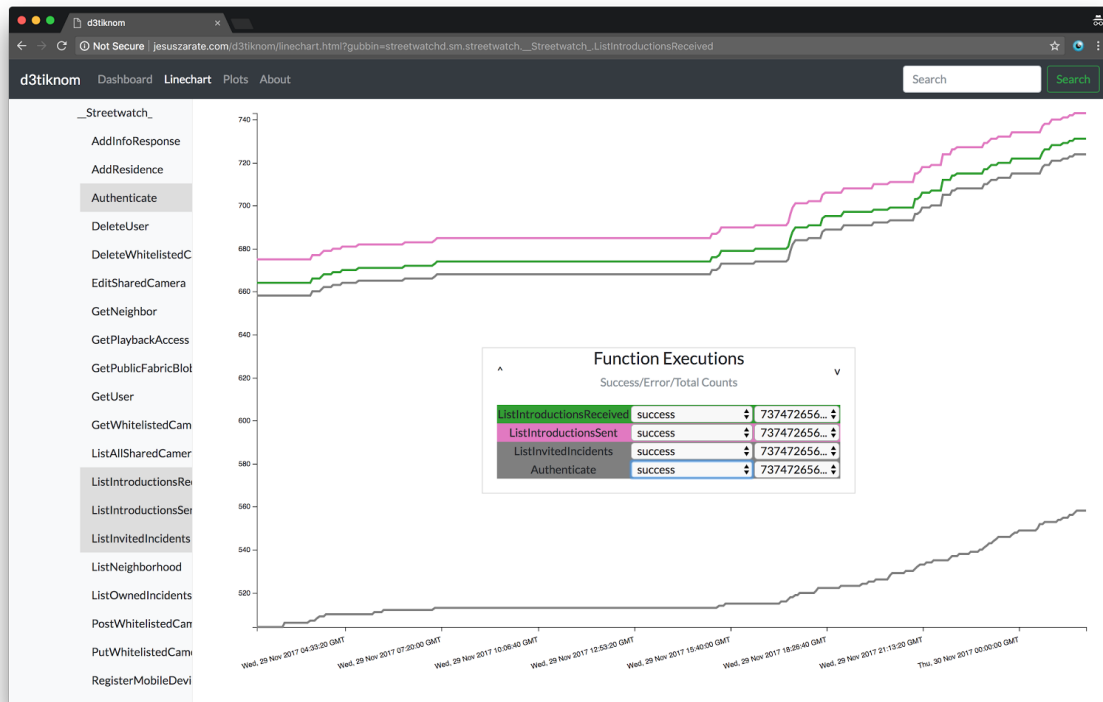 d3tiknom
Not Secure | jesuszarate.com/d3tiknom/linechart.html?gubbin=streetwatchd.sm.streetwatch.__Streetwatch_.ListIntroductionsReceived
d3tiknom Dashboard Linechart Plots About Search Search
__Streetwatch_
AddInfoResponse
AddResidence
Authenticate
DeleteUser
DeleteWhitelistedC
EditSharedCamera
GetNeighbor
GetPlaybackAccess
GetPublicFabricBlob
GetUser
GetWhitelistedCam
ListAllSharedCamer
ListIntroductionsRe
ListIntroductionsSer
ListInvitedIncidents
ListNeighborhood
ListOwnedIncidents
PostWhitelistedCam
PutWhitelistedCam
RegisterMobileDevi
740
720
700
680
660
640
620
600
580
560
540
520
Function Executions
Success/Error/Total Counts
ListIntroductionsReceived success 737472656...
ListIntroductionsSent success 737472656...
ListInvitedIncidents success 737472656...
Authenticate success 737472656...
Wed, 29 Nov 2017 04:33:20 GMT
Wed, 29 Nov 2017 07:20:00 GMT
Wed, 29 Nov 2017 10:06:40 GMT
Wed, 29 Nov 2017 12:53:20 GMT
Wed, 29 Nov 2017 15:40:00 GMT
Wed, 29 Nov 2017 18:26:40 GMT
Wed, 29 Nov 2017 21:13:20 GMT
Thu, 30 Nov 2017 00:00:00 GMT